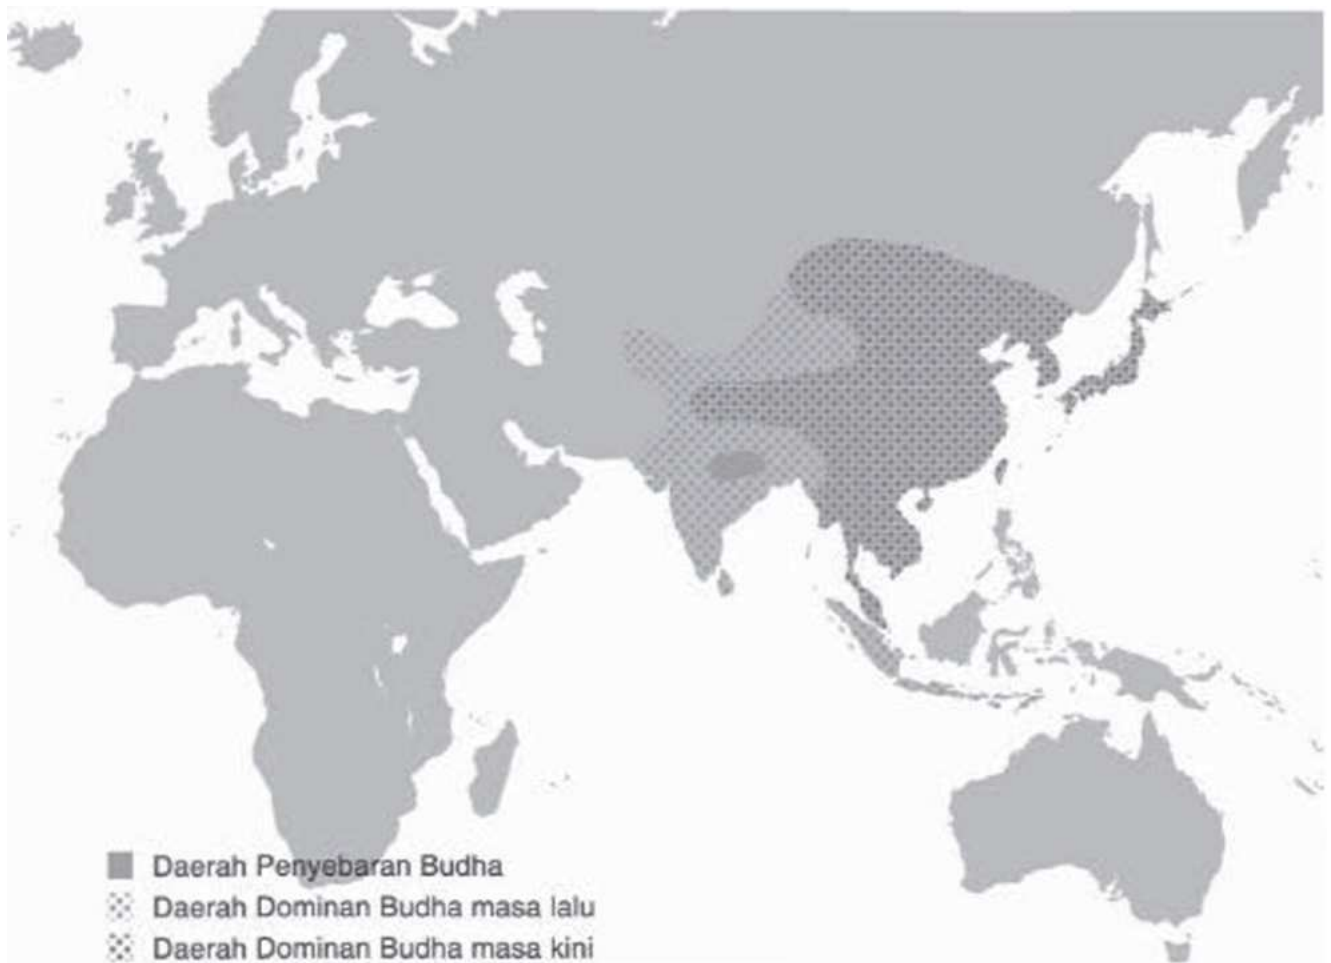 Daerah Penyebaran Budha
Daerah Dominan Budha masa lalu
Daerah Dominan Budha masa kini